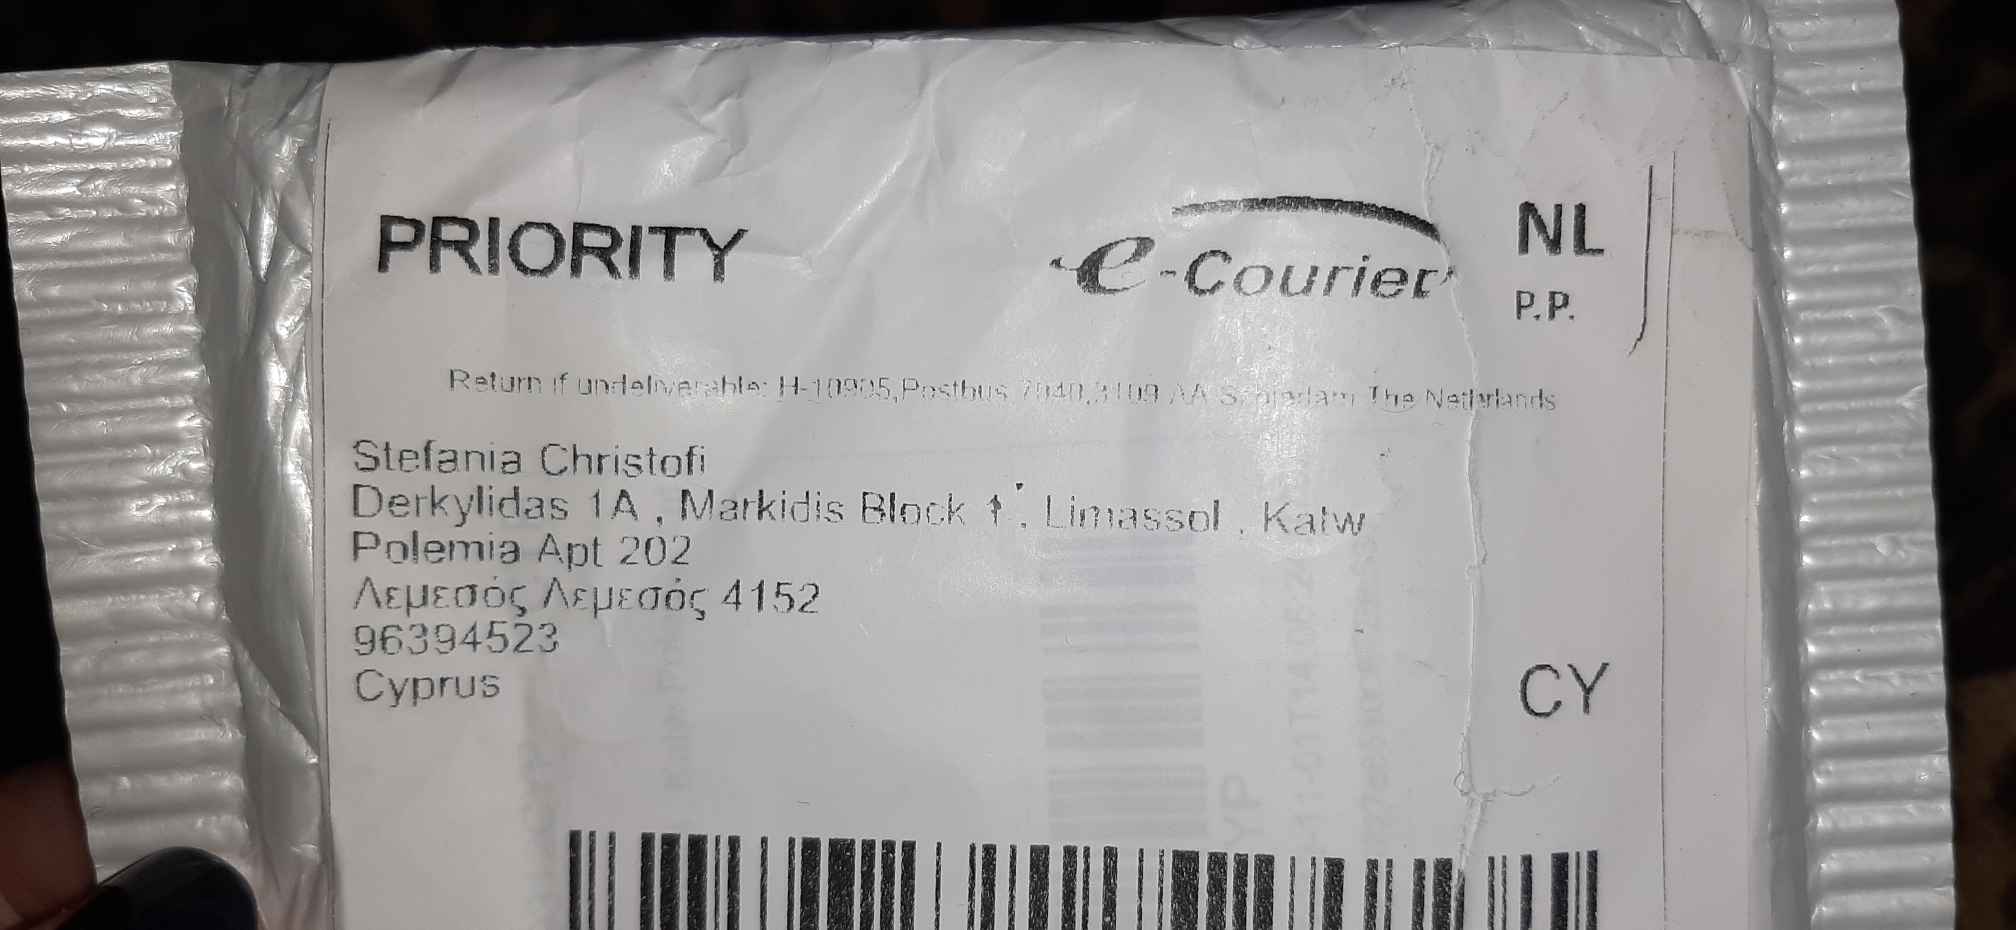 PRIORITY
e-Courier
NL
P.P.
Return if undeliverable: H-10905,Postbus 7040,3109 AA Schiedam The Netherlands
Stefania Christofi
Derkylidas 1A , Markidis Block 1 , Limassol , Katw
Polemia Apt 202
Λεμεσός Λεμεσός 4152
96394523
Cyprus
CY